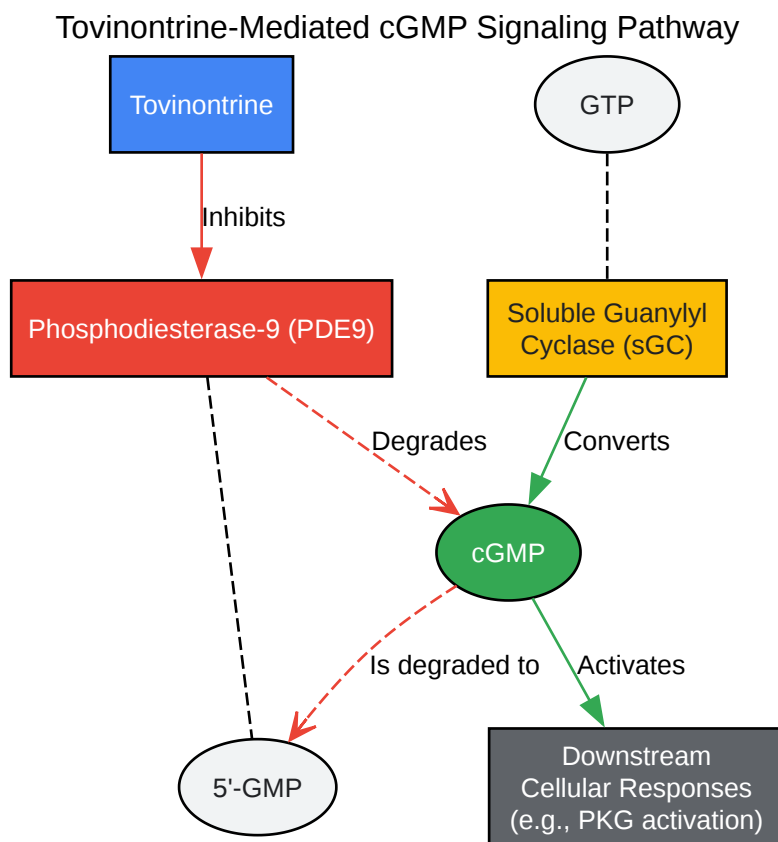 Tovinontrine-Mediated cGMP Signaling Pathway
Tovinontrine
GTP
Inhibits
Phosphodiesterase-9 (PDE9)
Soluble Guanylyl
Cyclase (sGC)
Degrades
Converts
cGMP
Is degraded to
Activates
5'-GMP
Downstream
Cellular Responses
(e.g., PKG activation)